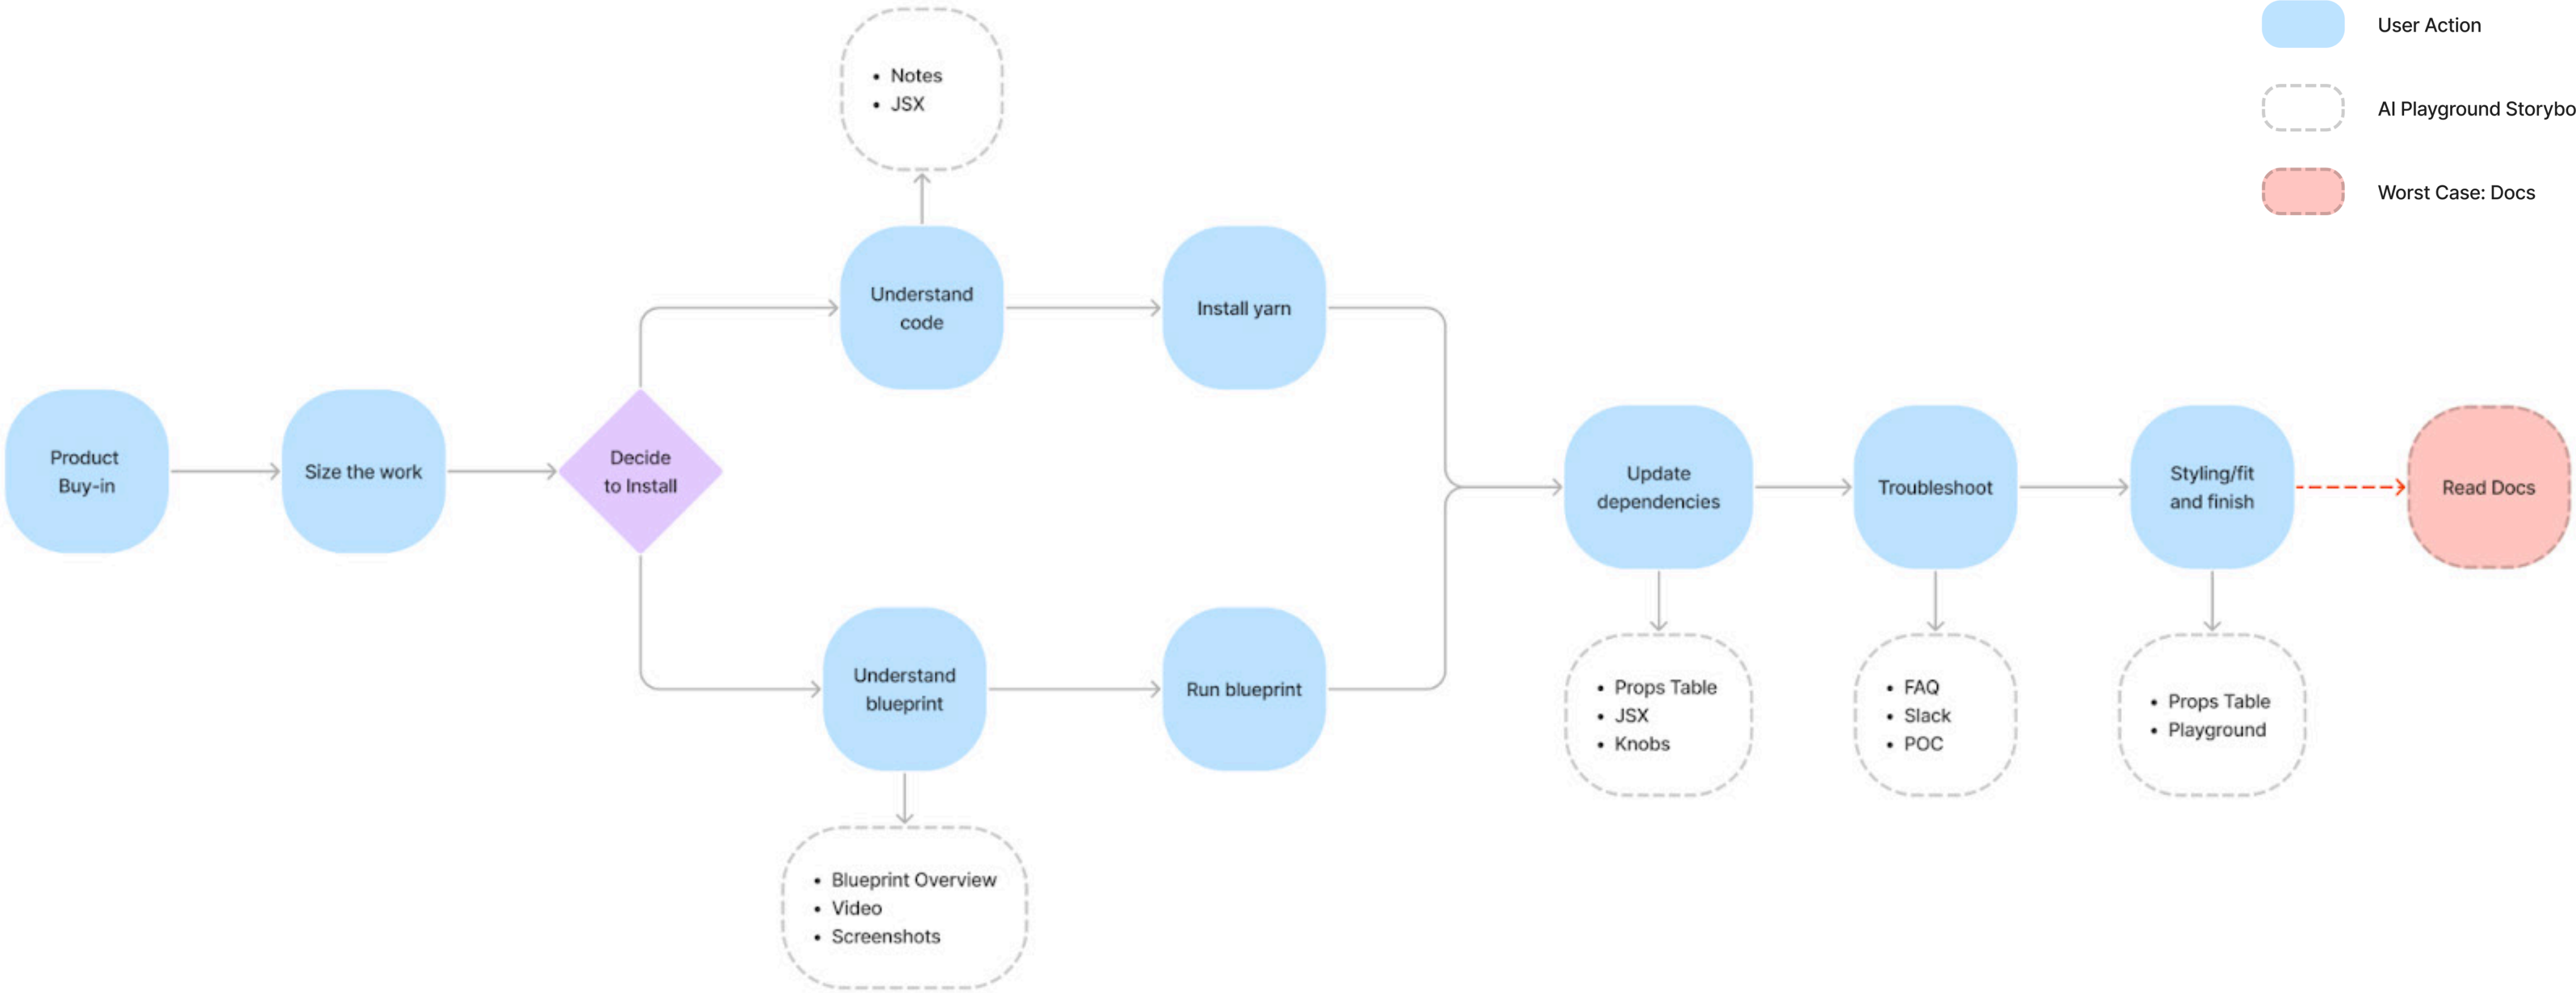 User Action
AI Playground Storybo
Worst Case: Docs
• Notes
• JSX
Understand
code
Install yarn
Product
Buy-in
Size the work
Decide
to Install
Update
dependencies
Troubleshoot
Styling/fit
and finish
Read Docs
Understand
blueprint
Run blueprint
• Props Table
• JSX
• Knobs
• FAQ
• Slack
• POC
• Props Table
• Playground
• Blueprint Overview
• Video
• Screenshots